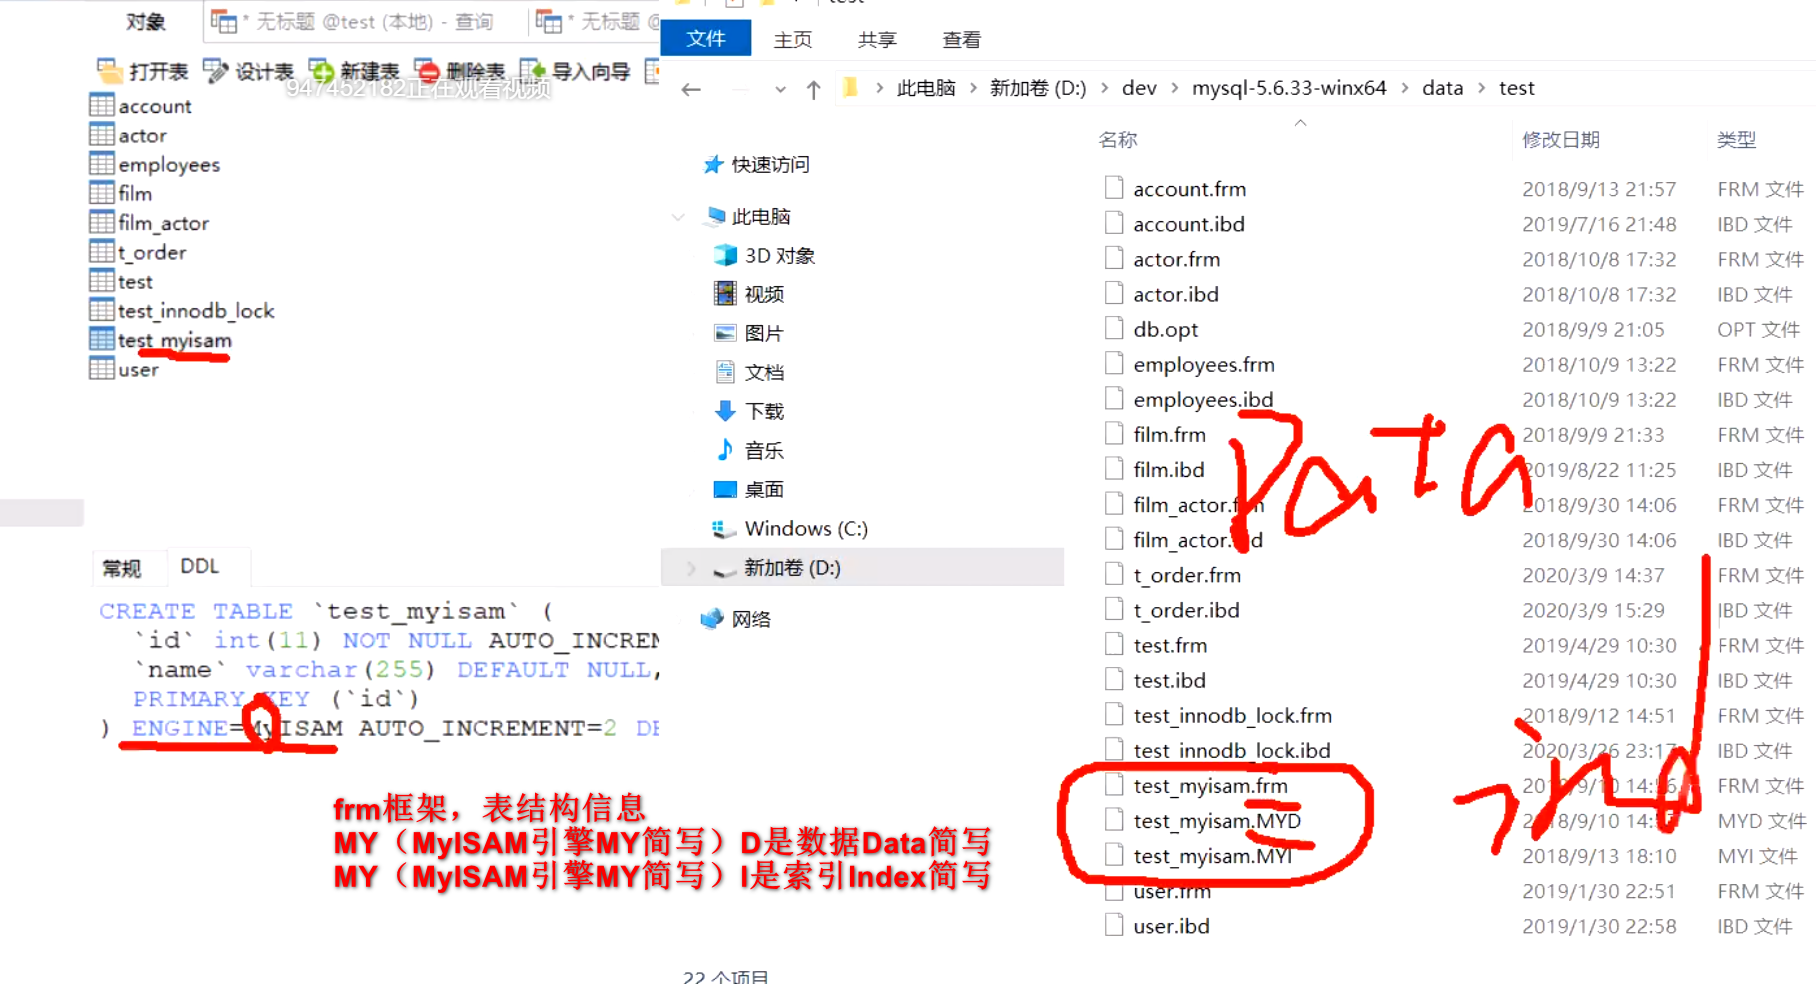 对象
* 无标题 @test (本地) - 查询
* 无标题 @
打开表 设计表 新建表 删除表 导入向导
947452182正在观看视频
account
actor
employees
film
film_actor
t_order
test
test_innodb_lock
test_myisam
user
常规 DDL
CREATE TABLE `test_myisam` (
`id` int(11) NOT NULL AUTO_INCREM
`name` varchar(255) DEFAULT NULL,
PRIMARY KEY (`id`)
) ENGINE=MyISAM AUTO_INCREMENT=2 DE
frm框架，表结构信息
MY（MyISAM引擎MY简写）D是数据Data简写
MY（MyISAM引擎MY简写）I是索引Index简写
test
文件 主页 共享 查看
此电脑 > 新加卷 (D:) > dev > mysql-5.6.33-winx64 > data > test
快速访问
此电脑
3D 对象
视频
图片
文档
下载
音乐
桌面
Windows (C:)
新加卷 (D:)
网络
名称 修改日期 类型
account.frm 2018/9/13 21:57 FRM 文件
account.ibd 2019/7/16 21:48 IBD 文件
actor.frm 2018/10/8 17:32 FRM 文件
actor.ibd 2018/10/8 17:32 IBD 文件
db.opt 2018/9/9 21:05 OPT 文件
employees.frm 2018/10/9 13:22 FRM 文件
employees.ibd 2018/10/9 13:22 IBD 文件
film.frm 2018/9/9 21:33 FRM 文件
film.ibd 2019/8/22 11:25 IBD 文件
film_actor.frm 2018/9/30 14:06 FRM 文件
film_actor.ibd 2018/9/30 14:06 IBD 文件
t_order.frm 2020/3/9 14:37 FRM 文件
t_order.ibd 2020/3/9 15:29 IBD 文件
test.frm 2019/4/29 10:30 FRM 文件
test.ibd 2019/4/29 10:30 IBD 文件
test_innodb_lock.frm 2018/9/12 14:51 FRM 文件
test_innodb_lock.ibd 2020/3/26 23:17 IBD 文件
test_myisam.frm 2018/9/10 14:56 FRM 文件
test_myisam.MYD MYD 文件
test_myisam.MYI 2018/9/13 18:10 MYI 文件
user.frm 2019/1/30 22:51 FRM 文件
user.ibd 2019/1/30 22:58 IBD 文件
22 个项目
Data
ind